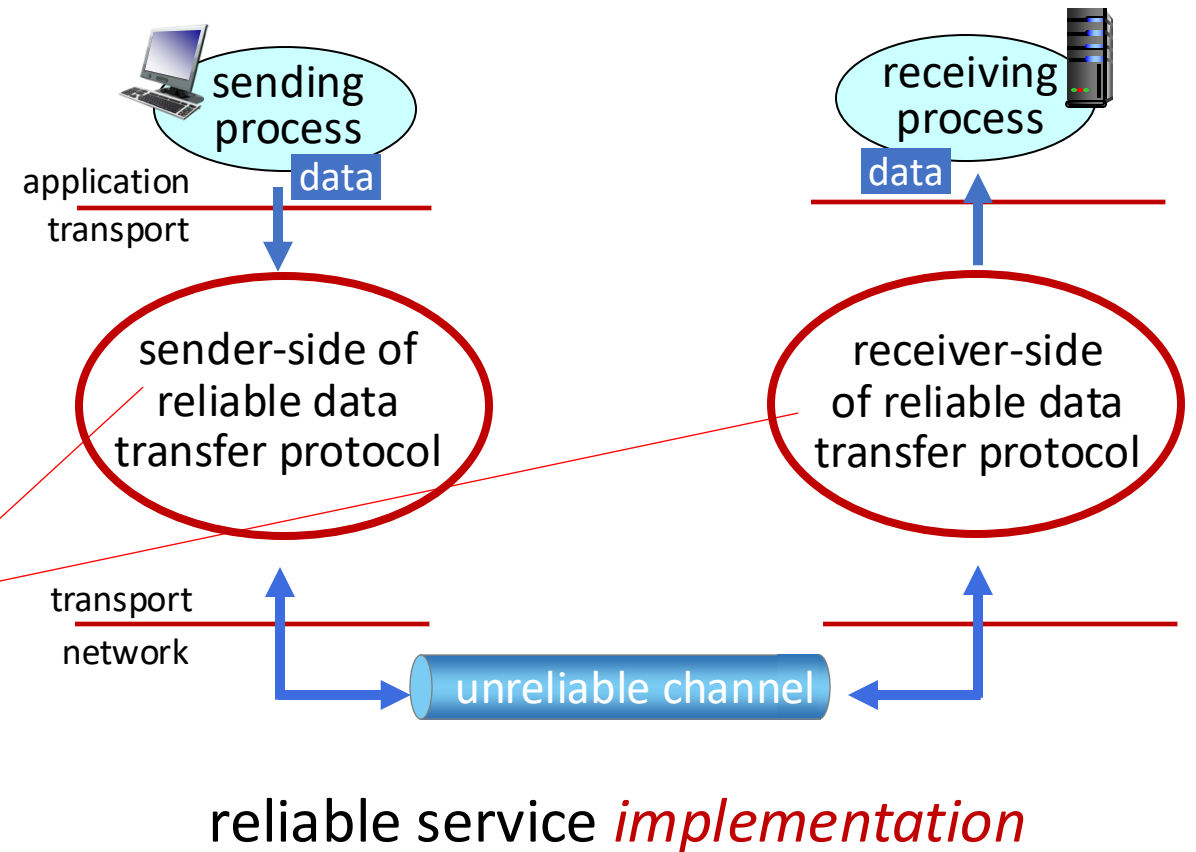 sending
process
data
application
transport
receiving
process
data
sender-side of
reliable data
transfer protocol
receiver-side
of reliable data
transfer protocol
transport
network
unreliable channel
reliable service implementation